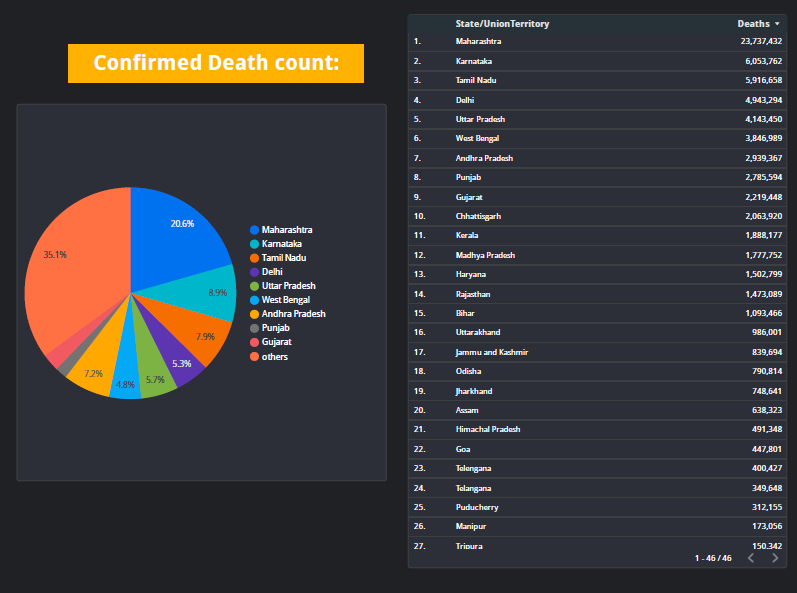 Confirmed Death count:
20.6%
8.9%
7.9%
5.3%
5.7%
4.8%
7.2%
35.1%
Maharashtra
Karnataka
Tamil Nadu
Delhi
Uttar Pradesh
West Bengal
Andhra Pradesh
Punjab
Gujarat
others
State/UnionTerritory Deaths
1. Maharashtra 23,737,432
2. Karnataka 6,053,762
3. Tamil Nadu 5,916,658
4. Delhi 4,943,294
5. Uttar Pradesh 4,143,450
6. West Bengal 3,846,989
7. Andhra Pradesh 2,939,367
8. Punjab 2,785,594
9. Gujarat 2,219,448
10. Chhattisgarh 2,063,920
11. Kerala 1,888,177
12. Madhya Pradesh 1,777,752
13. Haryana 1,502,799
14. Rajasthan 1,473,089
15. Bihar 1,093,466
16. Uttarakhand 986,001
17. Jammu and Kashmir 839,694
18. Odisha 790,814
19. Jharkhand 748,641
20. Assam 638,323
21. Himachal Pradesh 491,348
22. Goa 447,801
23. Telengana 400,427
24. Telangana 349,648
25. Puducherry 312,155
26. Manipur 173,056
27. Tripura 150,342
1 - 46 / 46